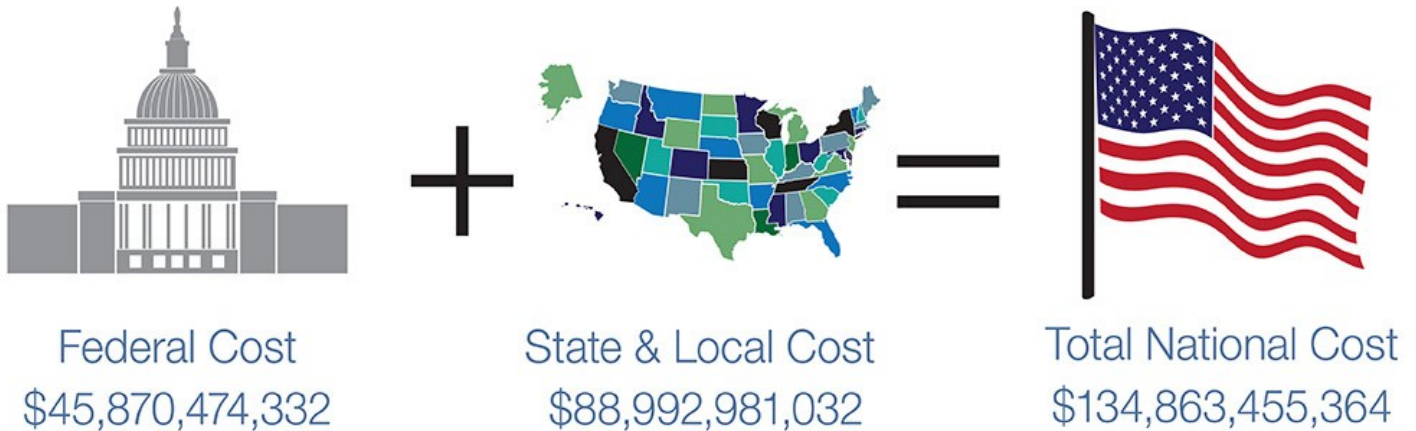 Federal Cost
$45,870,474,332
State & Local Cost
$88,992,981,032
Total National Cost
$134,863,455,364